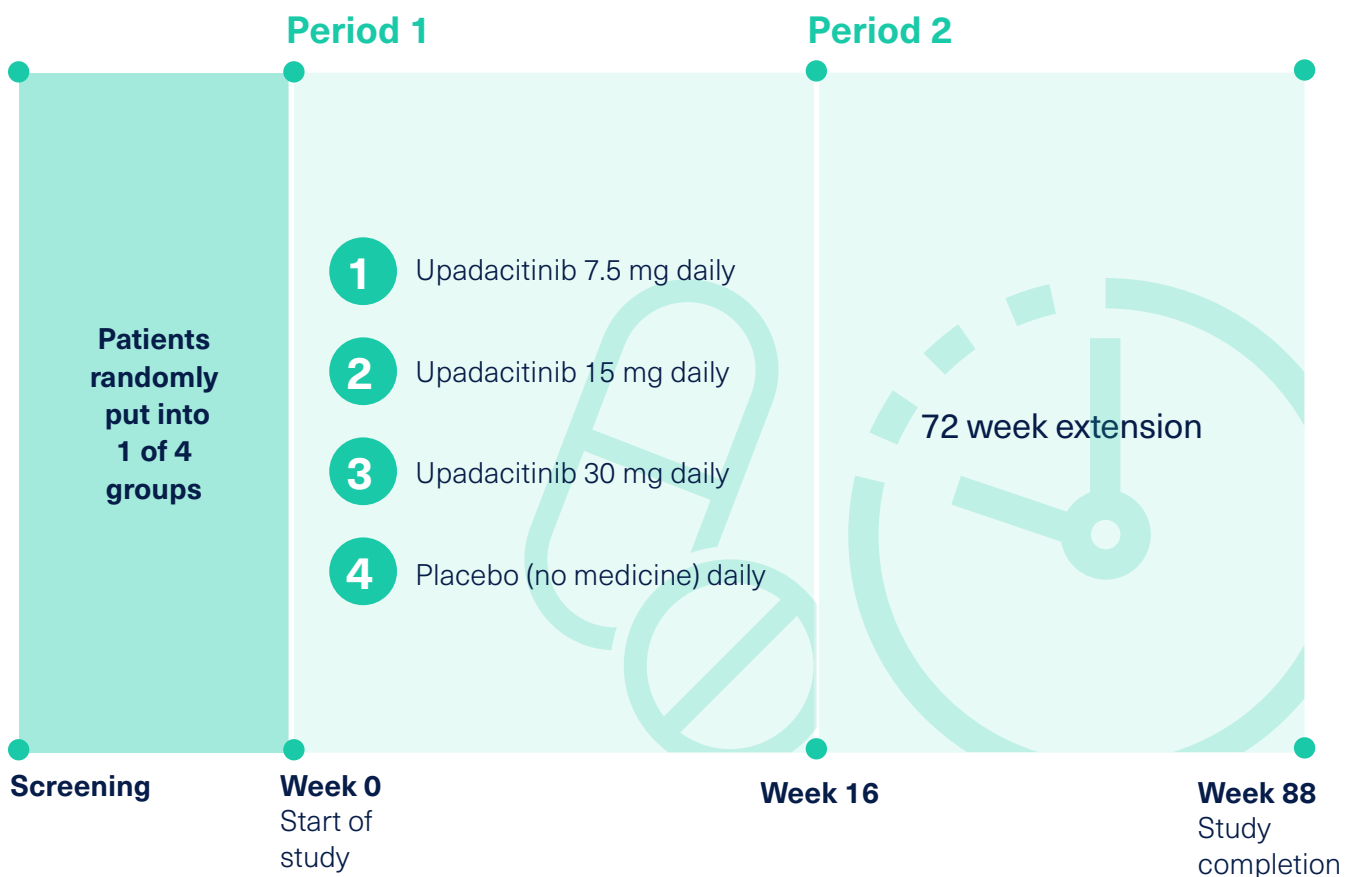 Period 1
Period 2
Patients
randomly
put into
1 of 4
groups
1 Upadacitinib 7.5 mg daily
2 Upadacitinib 15 mg daily
3 Upadacitinib 30 mg daily
4 Placebo (no medicine) daily
72 week extension
Screening
Week 0
Start of
study
Week 16
Week 88
Study
completion